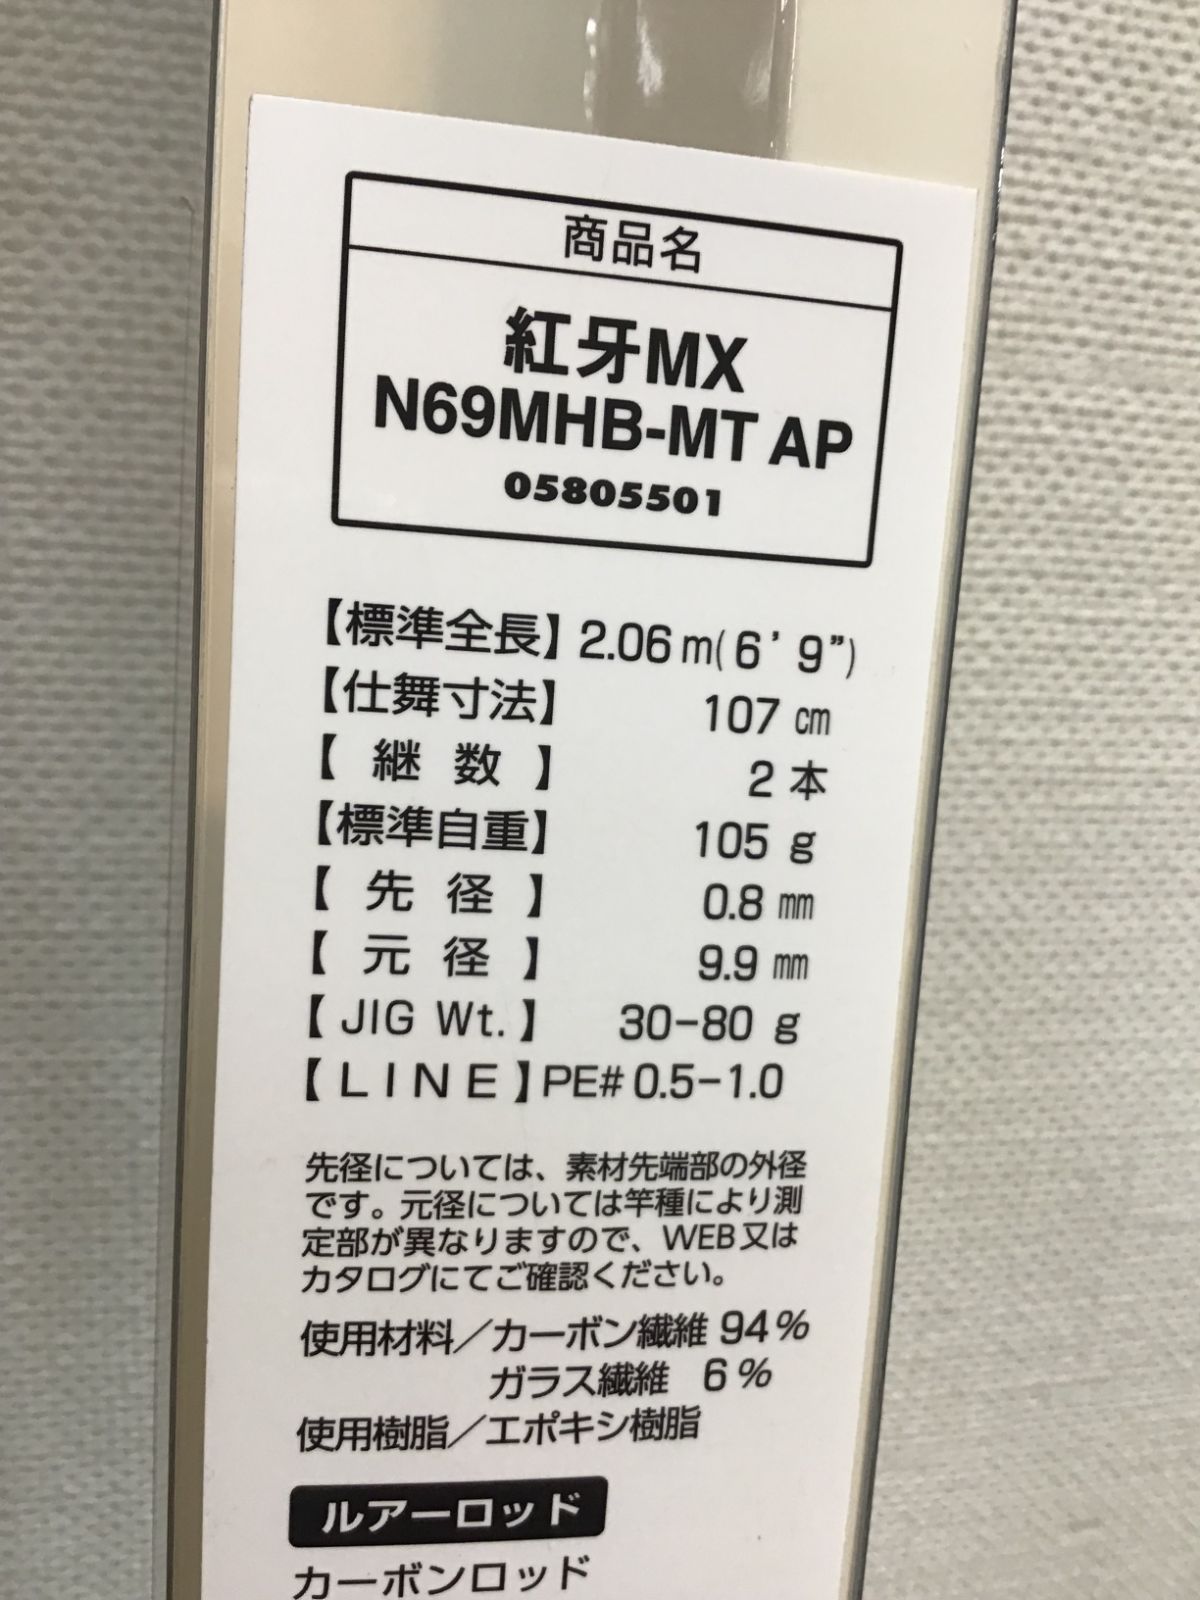 商品名
紅牙MX
N69MHB-MT AP
05805501
【標準全長】2.06m(6’9”)
【仕舞寸法】 107㎝
【継数】 2本
【標準自重】 105g
【先径】 0.8㎜
【元径】 9.9㎜
【JIG Wt.】 30-80g
【LINE】PE#0.5-1.0
先径については、素材先端部の外径
です。元径については竿種により測
定部が異なりますので、WEB又は
カタログにてご確認ください。
使用材料/カーボン繊維 94%
ガラス繊維 6%
使用樹脂/エポキシ樹脂
ルアーロッド
カーボンロッド